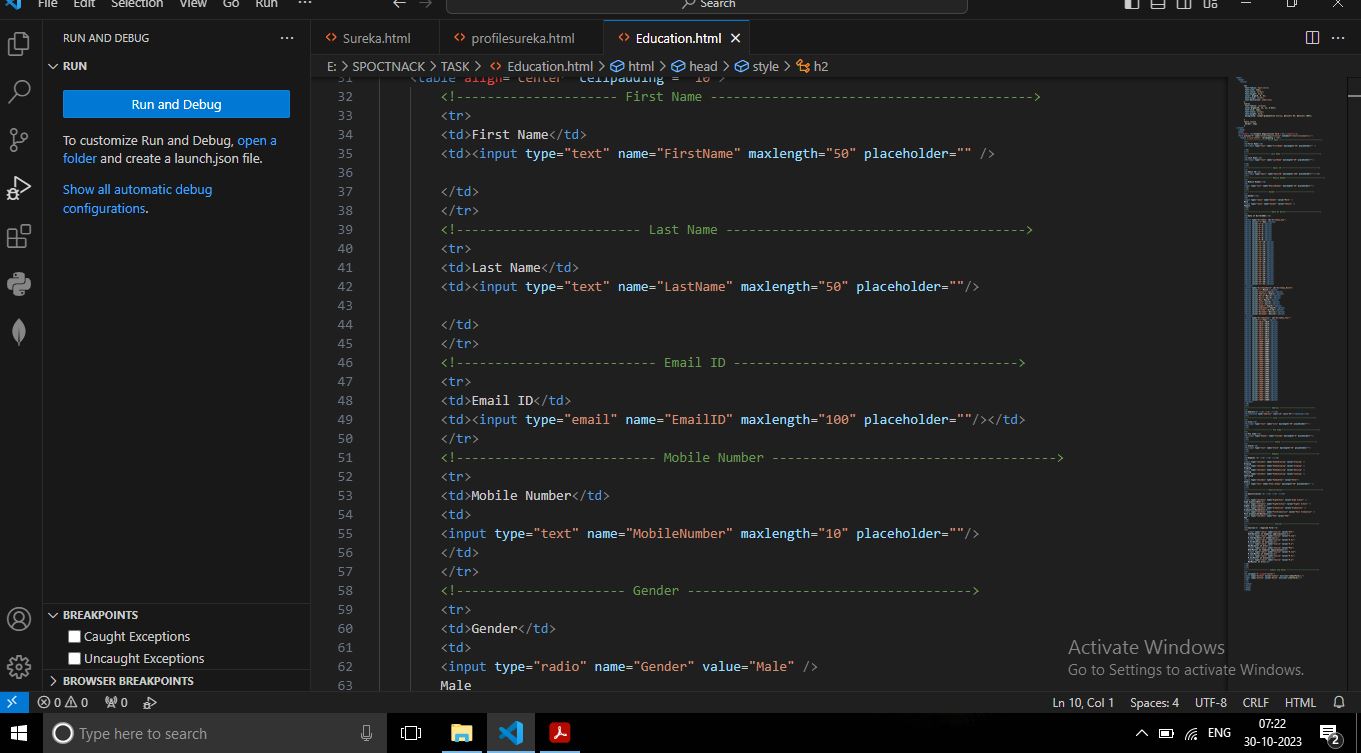 File Edit Selection View Go Run ··· Search
RUN AND DEBUG ···
RUN
Run and Debug
To customize Run and Debug, open a
folder and create a launch.json file.
Show all automatic debug
configurations.
BREAKPOINTS
Caught Exceptions
Uncaught Exceptions
BROWSER BREAKPOINTS
Sureka.html profilesureka.html Education.html
E: > SPOCTNACK > TASK > Education.html > html > head > style > h2
31 <table align="center" cellpadding = "10">
32 <!--------------------- First Name ------------------------------------------>
33 <tr>
34 <td>First Name</td>
35 <td><input type="text" name="FirstName" maxlength="50" placeholder="" />
36
37 </td>
38 </tr>
39 <!------------------------ Last Name --------------------------------------->
40 <tr>
41 <td>Last Name</td>
42 <td><input type="text" name="LastName" maxlength="50" placeholder=""/>
43
44 </td>
45 </tr>
46 <!-------------------------- Email ID ------------------------------------->
47 <tr>
48 <td>Email ID</td>
49 <td><input type="email" name="EmailID" maxlength="100" placeholder=""/></td>
50 </tr>
51 <!-------------------------- Mobile Number ------------------------------------->
52 <tr>
53 <td>Mobile Number</td>
54 <td>
55 <input type="text" name="MobileNumber" maxlength="10" placeholder=""/>
56 </td>
57 </tr>
58 <!---------------------- Gender ------------------------------------->
59 <tr>
60 <td>Gender</td>
61 <td>
62 <input type="radio" name="Gender" value="Male" />
63 Male
Activate Windows
Go to Settings to activate Windows.
0 0 0 Ln 10, Col 1 Spaces: 4 UTF-8 CRLF HTML
Type here to search ENG 07:22
30-10-2023
2